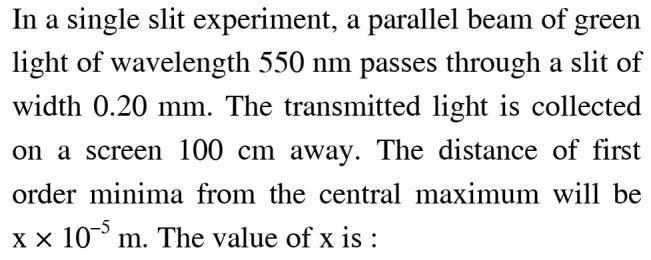 In a single slit experiment, a parallel beam of green
light of wavelength 550 nm passes through a slit of
width 0.20 mm. The transmitted light is collected
on a screen 100 cm away. The distance of first
order minima from the central maximum will be
x × 10⁻⁵ m. The value of x is :